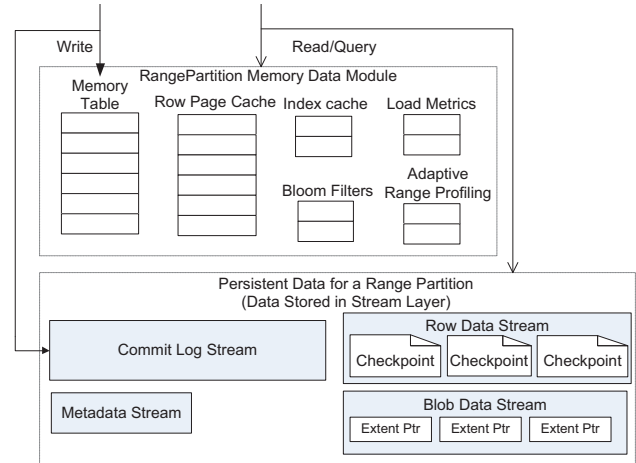 Write
Read/Query
RangePartition Memory Data Module
Memory
Table
Row Page Cache
Index cache
Load Metrics
Bloom Filters
Adaptive
Range Profiling
Persistent Data for a Range Partition
(Data Stored in Stream Layer)
Commit Log Stream
Row Data Stream
Checkpoint
Checkpoint
Checkpoint
Metadata Stream
Blob Data Stream
Extent Ptr
Extent Ptr
Extent Ptr